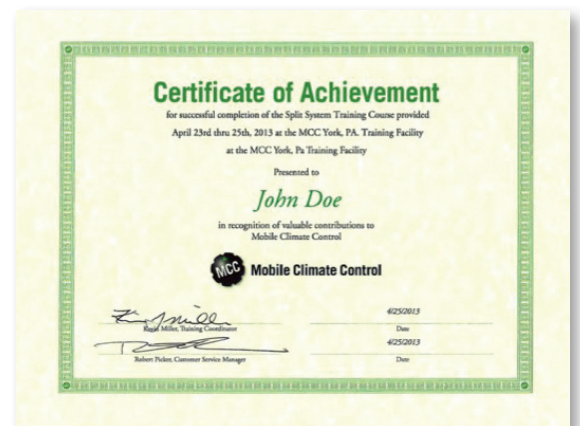 Certificate of Achievement
for successful completion of the Split System Training Course provided
April 23rd thru 25th, 2013 at the MCC York, PA. Training Facility
at the MCC York, Pa Training Facility
Presented to
John Doe
in recognition of valuable contributions to
Mobile Climate Control
MCC Mobile Climate Control
4/25/2013
Miller, Training Coordinator
Date
4/25/2013
Robert Picker, Customer Service Manager
Date